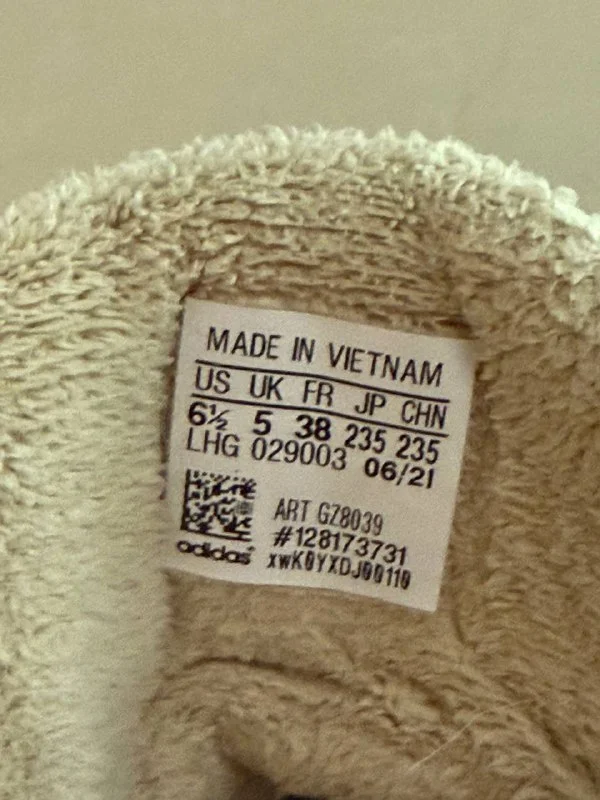 MADE IN VIETNAM
US UK FR JP CHN
6½ 5 38 235 235
LHG 029003 06/21
ART GZ8039
#128173731
adidas xwK0YXDJ00110